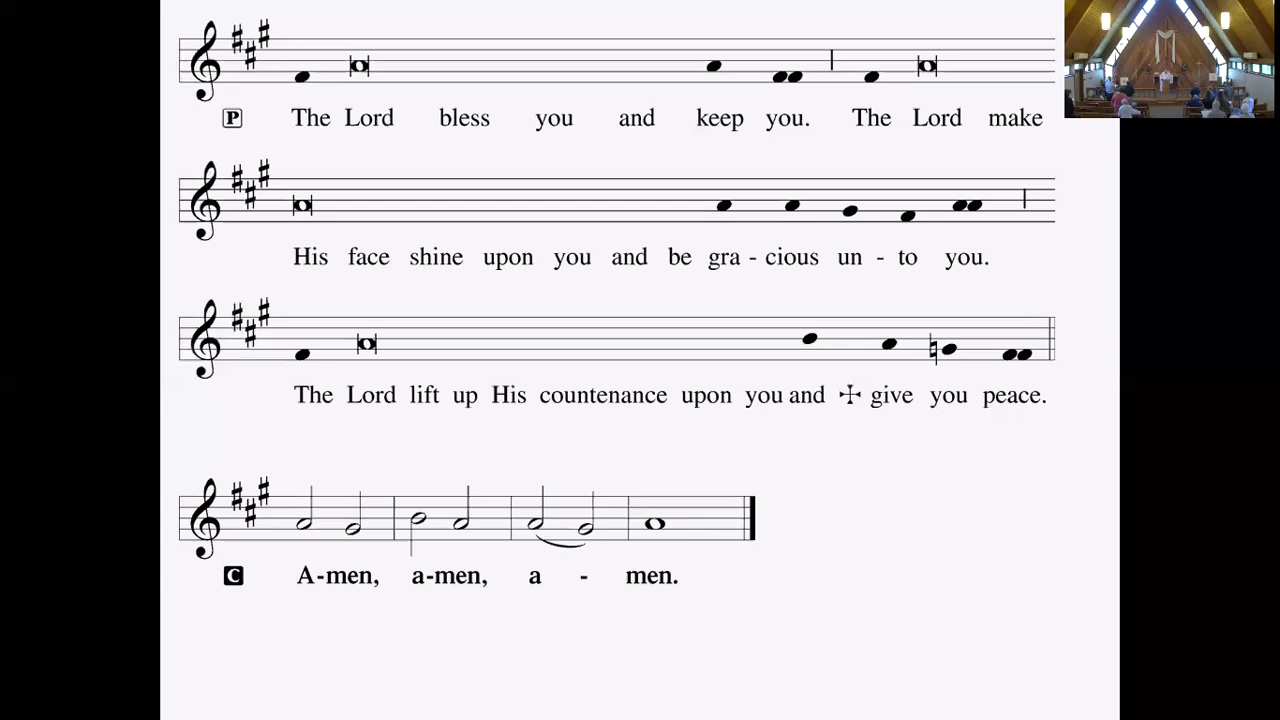 P The Lord bless you and keep you. The Lord make
His face shine upon you and be gra - cious un - to you.
The Lord lift up His countenance upon you and ☩ give you peace.
C A-men, a-men, a - men.